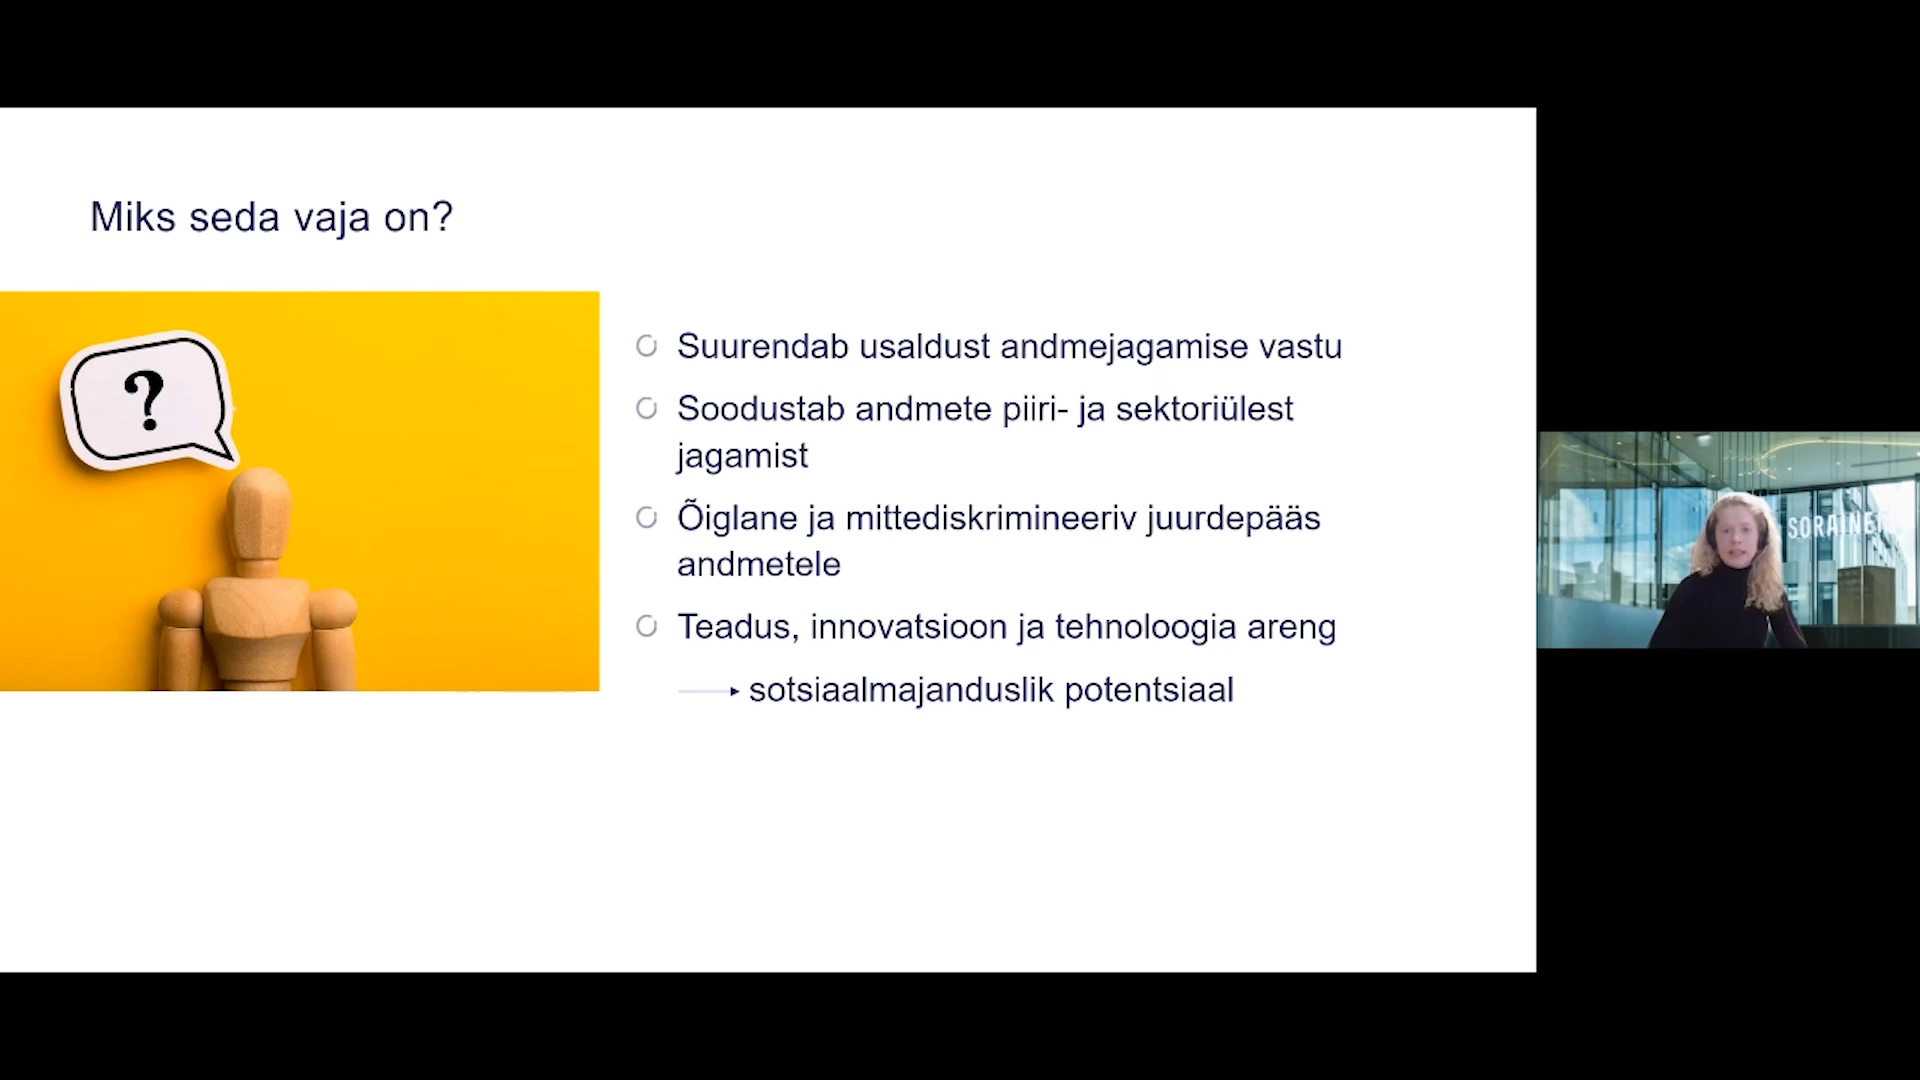 Miks seda vaja on?
?
Suurendab usaldust andmejagamise vastu
Soodustab andmete piiri- ja sektoriülest
jagamist
Õiglane ja mittediskrimineeriv juurdepääs
andmetele
Teadus, innovatsioon ja tehnoloogia areng
sotsiaalmajanduslik potentsiaal
SORAINEN